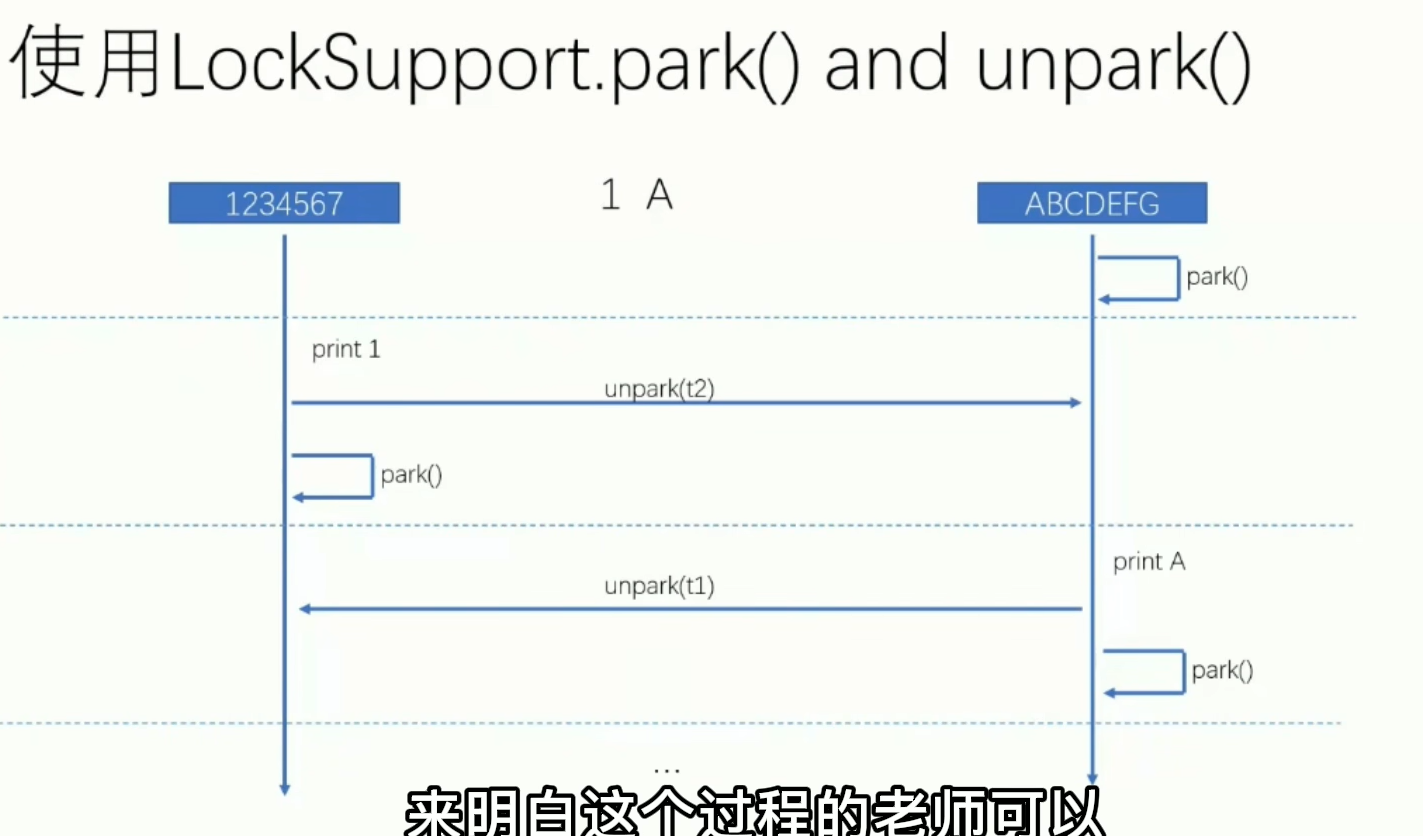 使用LockSupport.park() and unpark()
1234567
1 A
ABCDEFG
park()
print 1
unpark(t2)
park()
print A
unpark(t1)
park()
...
来明白这个过程的老师可以